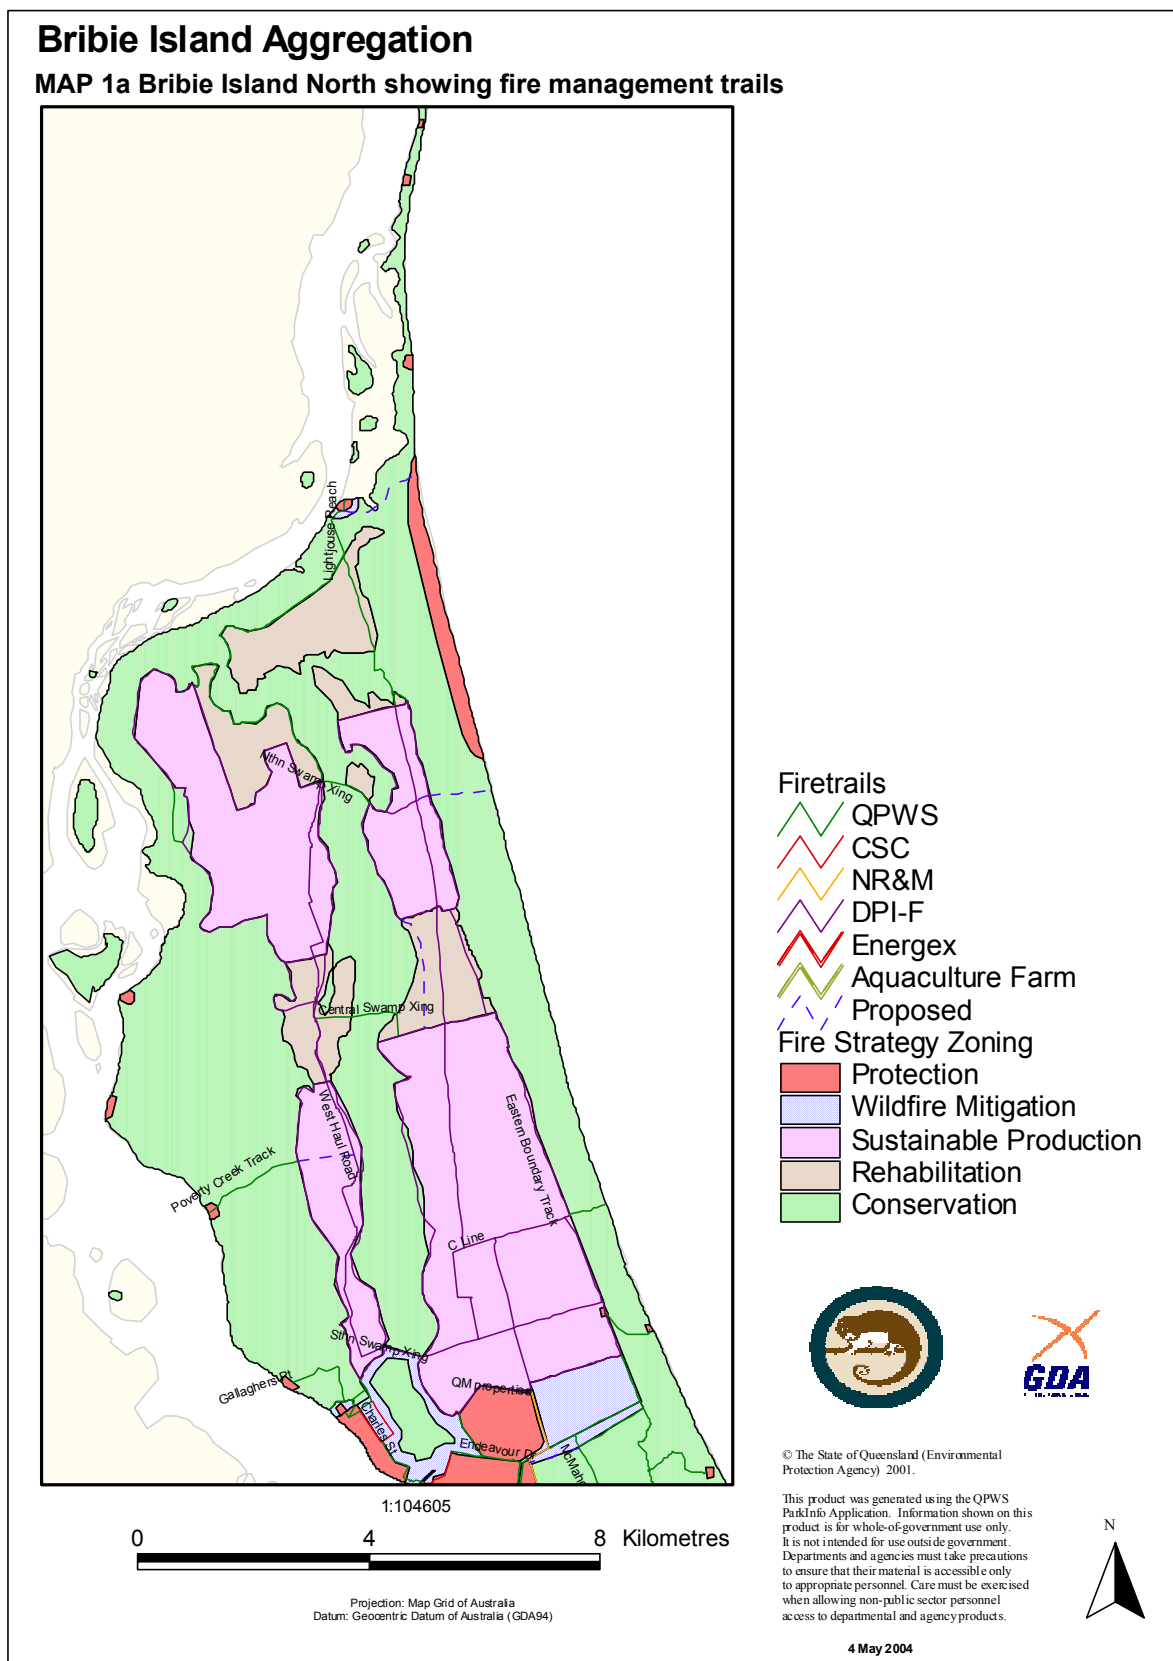 Bribie Island Aggregation
MAP 1a Bribie Island North showing fire management trails
Lightjouse Reach
Nthn Swamp Xing
Central Swamp Xing
West Haul Road
Eastern Boundary Track
Poverty Creek Track
C Line
Sthn Swamp Xing
Gallaghers Pt
QM properties
Charles St
Endeavour Dr
McMaho
Firetrails
QPWS
CSC
NR&M
DPI-F
Energex
Aquaculture Farm
Proposed
Fire Strategy Zoning
Protection
Wildfire Mitigation
Sustainable Production
Rehabilitation
Conservation
GDA
© The State of Queensland (Environmental
Protection Agency) 2001.
This product was generated using the QPWS
ParkInfo Application. Information shown on this
product is for whole-of-government use only.
It is not intended for use outside government.
Departments and agencies must take precautions
to ensure that their material is accessible only
to appropriate personnel. Care must be exercised
when allowing non-public sector personnel
access to departmental and agency products.
N
4 May 2004
1:104605
0 4 8 Kilometres
Projection: Map Grid of Australia
Datum: Geocentric Datum of Australia (GDA94)